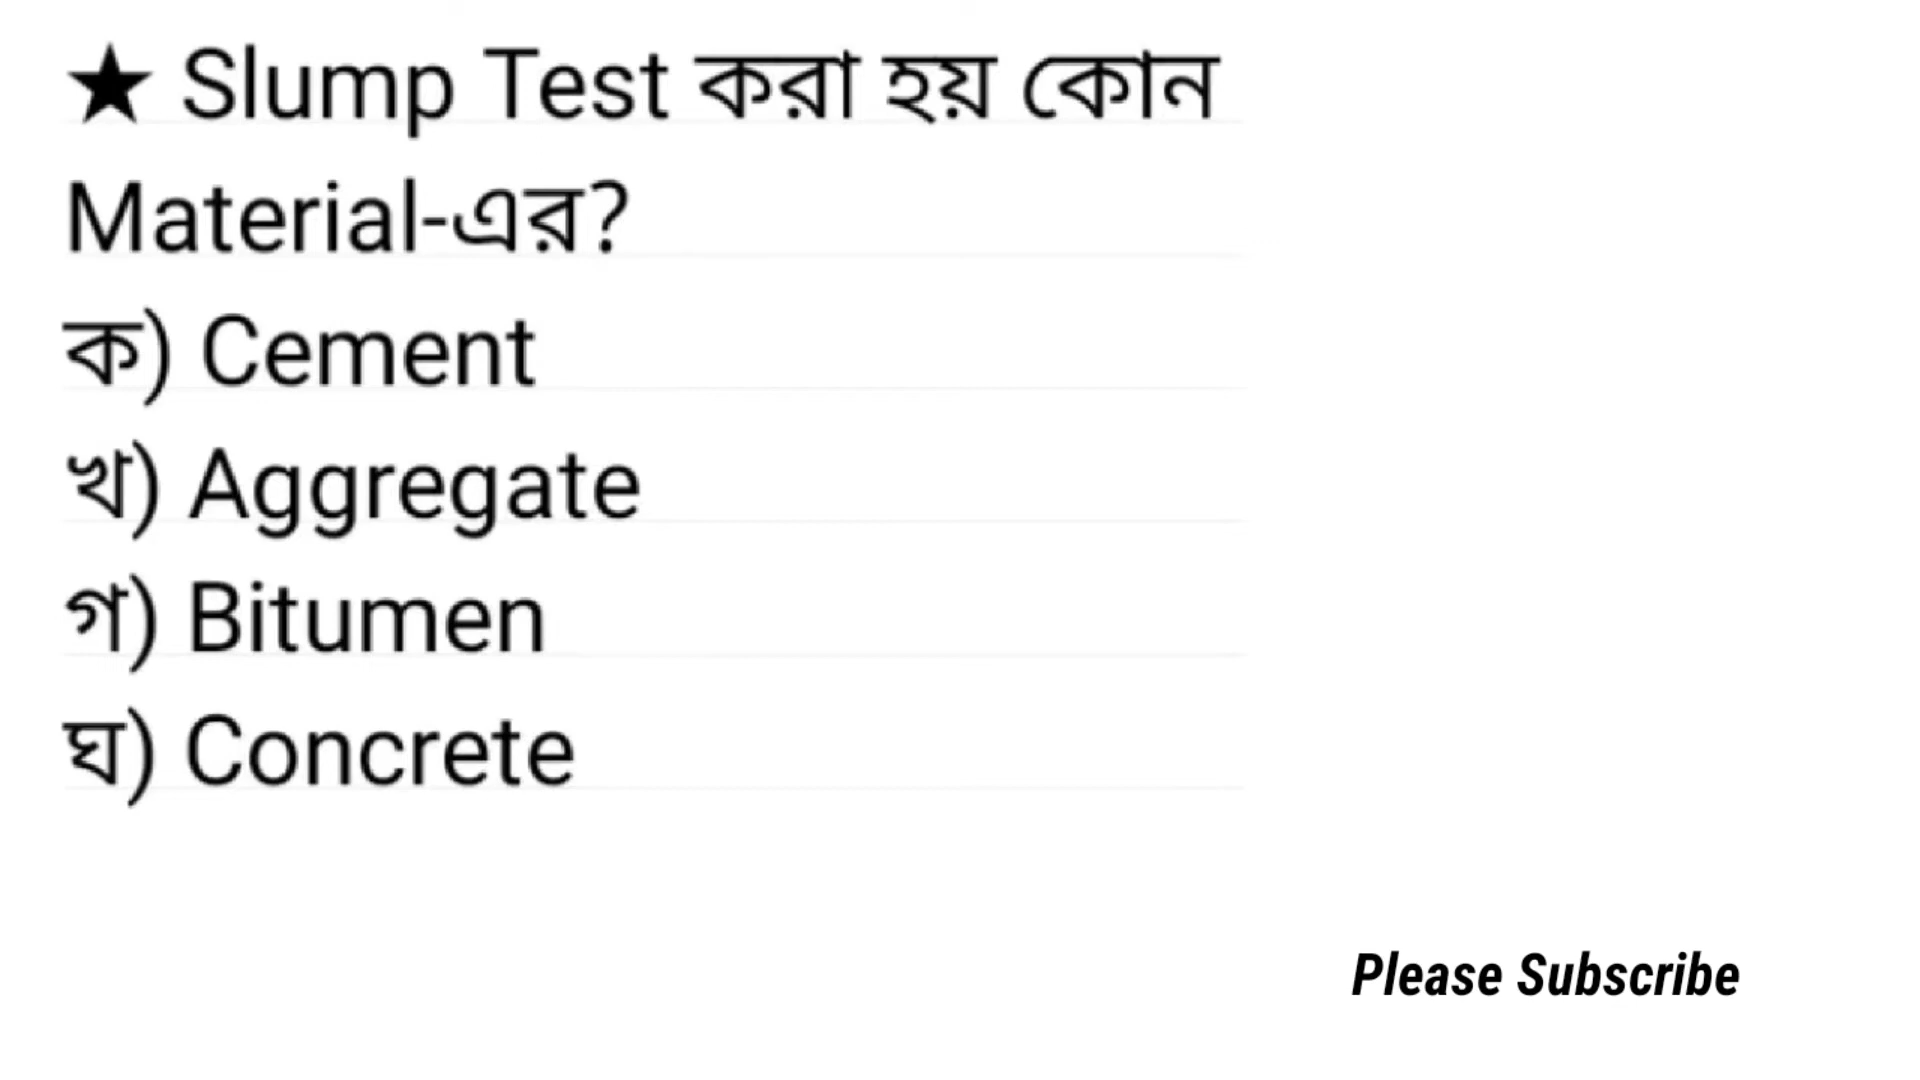 ★ Slump Test করা হয় কোন
Material-এর?
ক) Cement
খ) Aggregate
গ) Bitumen
ঘ) Concrete
Please Subscribe